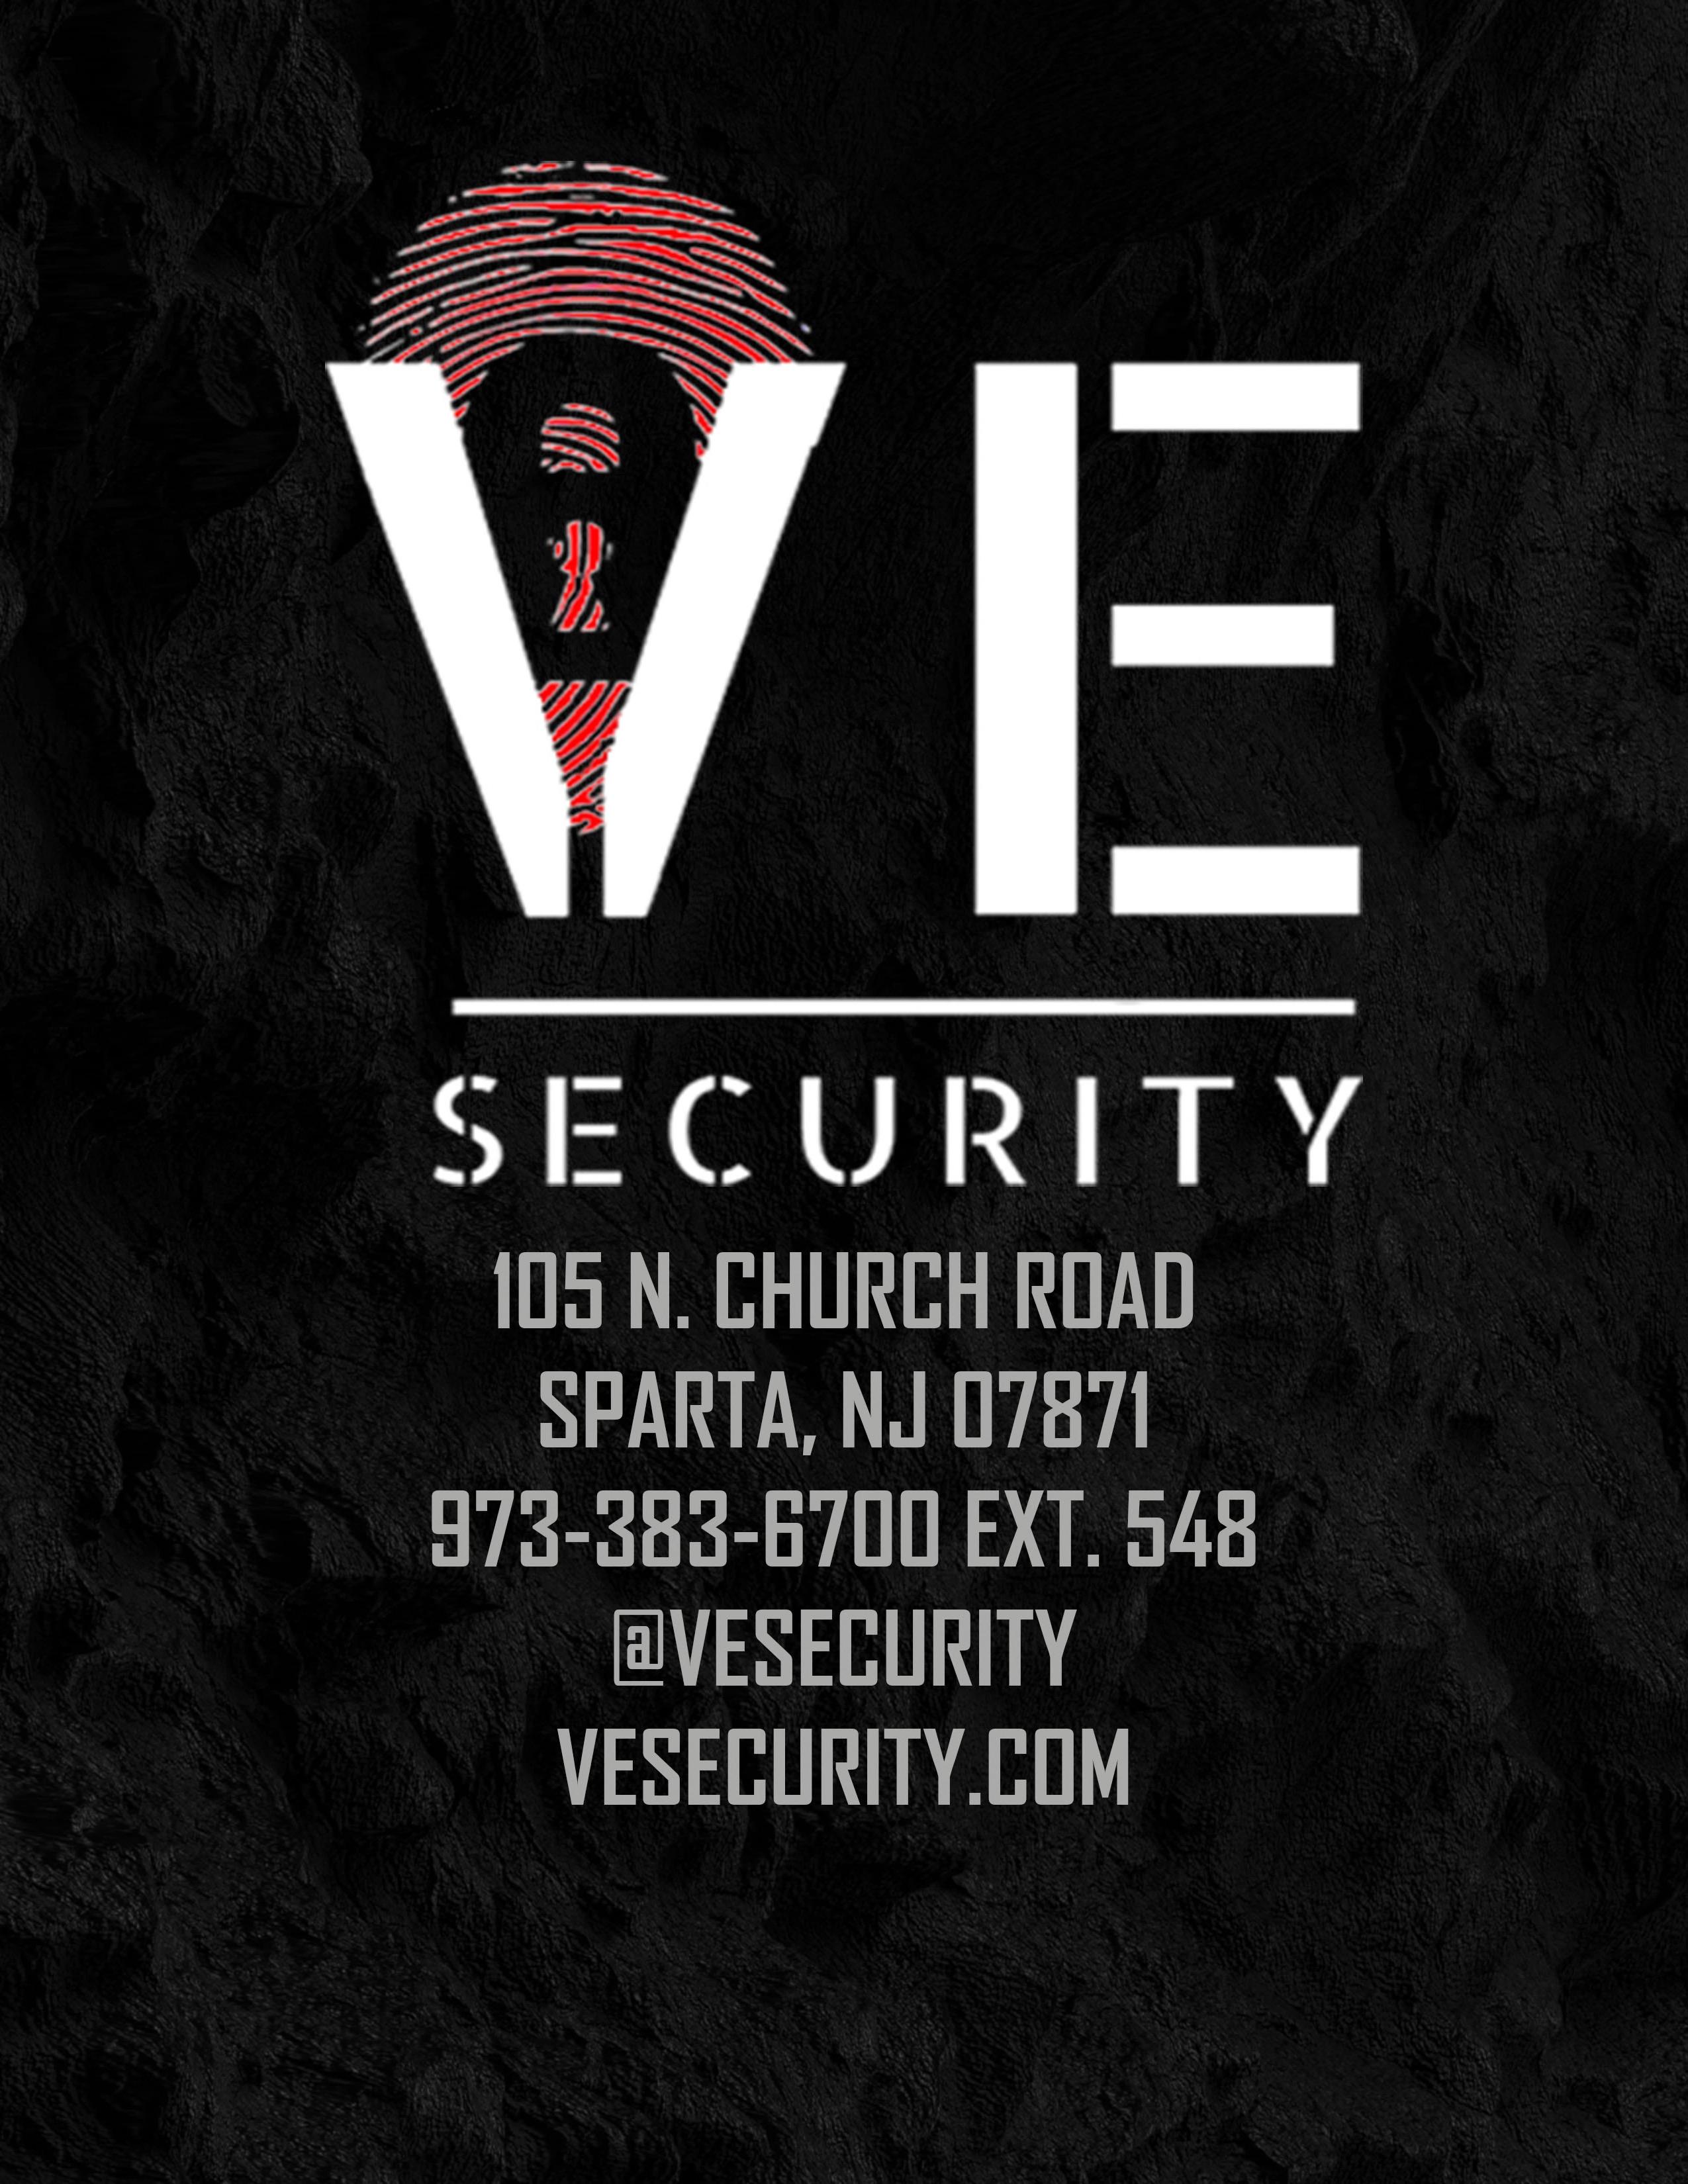 VE
SECURITY
105 N. CHURCH ROAD
SPARTA, NJ 07871
973-383-6700 EXT. 548
@VESECURITY
VESECURITY.COM